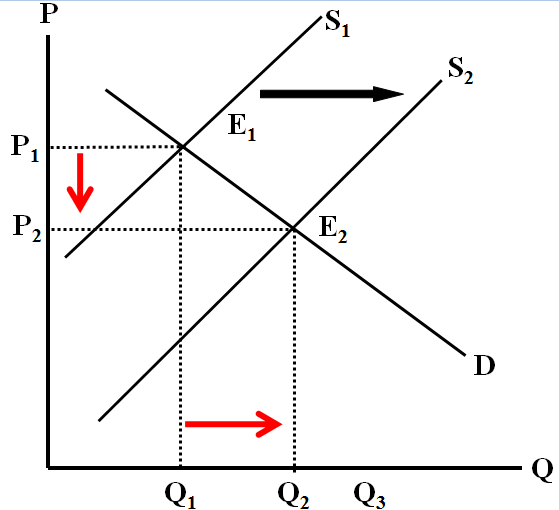 P
S₁
S₂
E₁
P₁
P₂
E₂
D
Q
Q₁ Q₂ Q₃